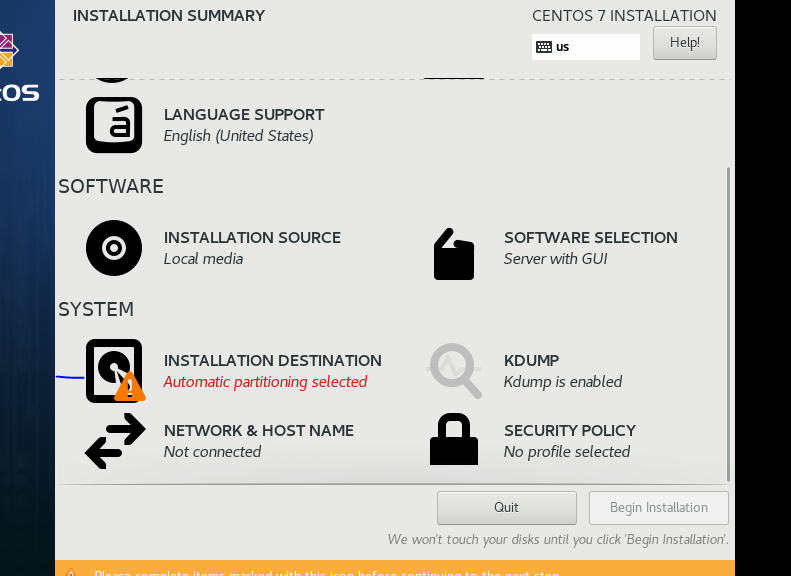 INSTALLATION SUMMARY
CENTOS 7 INSTALLATION
us
Help!
OS
LANGUAGE SUPPORT
English (United States)
SOFTWARE
INSTALLATION SOURCE
Local media
SOFTWARE SELECTION
Server with GUI
SYSTEM
INSTALLATION DESTINATION
Automatic partitioning selected
KDUMP
Kdump is enabled
NETWORK & HOST NAME
Not connected
SECURITY POLICY
No profile selected
Quit
Begin Installation
We won't touch your disks until you click 'Begin Installation'.
Please complete items marked with this icon before continuing to the next step.